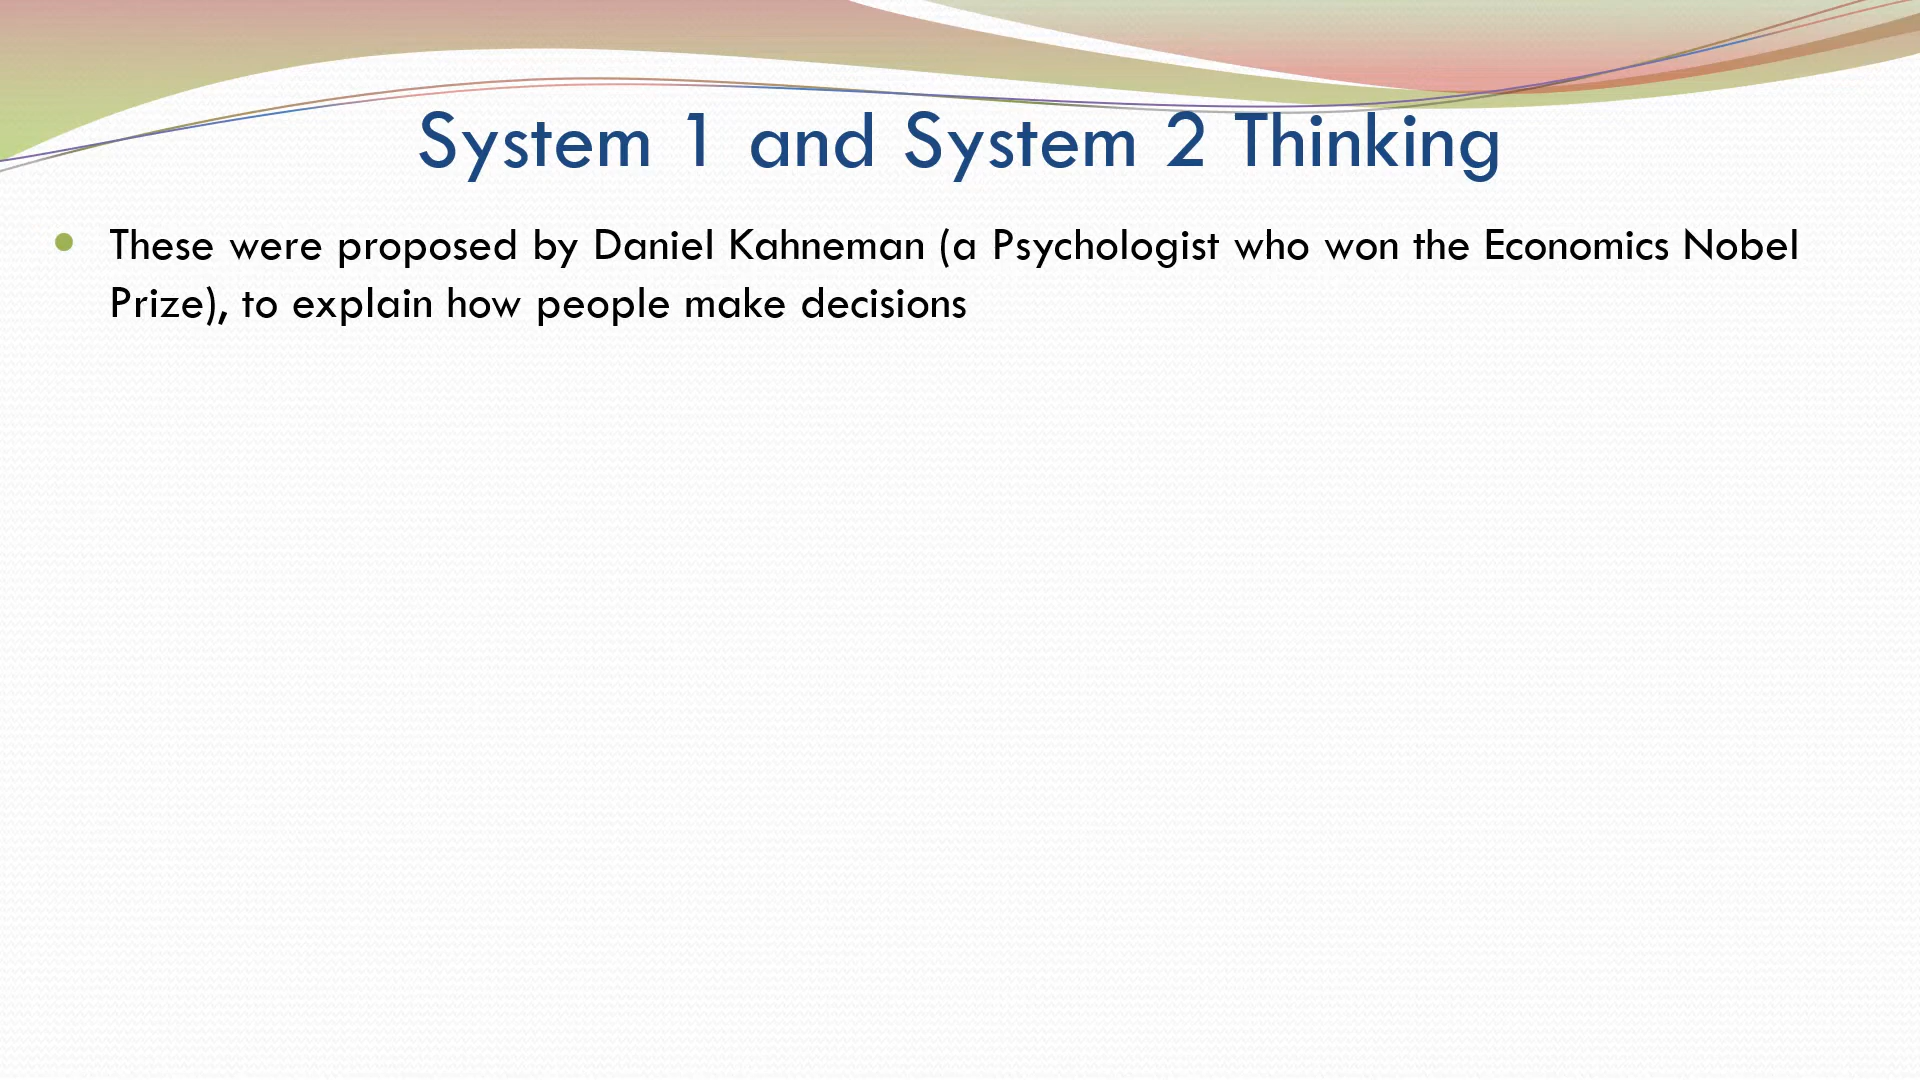 System 1 and System 2 Thinking
• These were proposed by Daniel Kahneman (a Psychologist who won the Economics Nobel
Prize), to explain how people make decisions